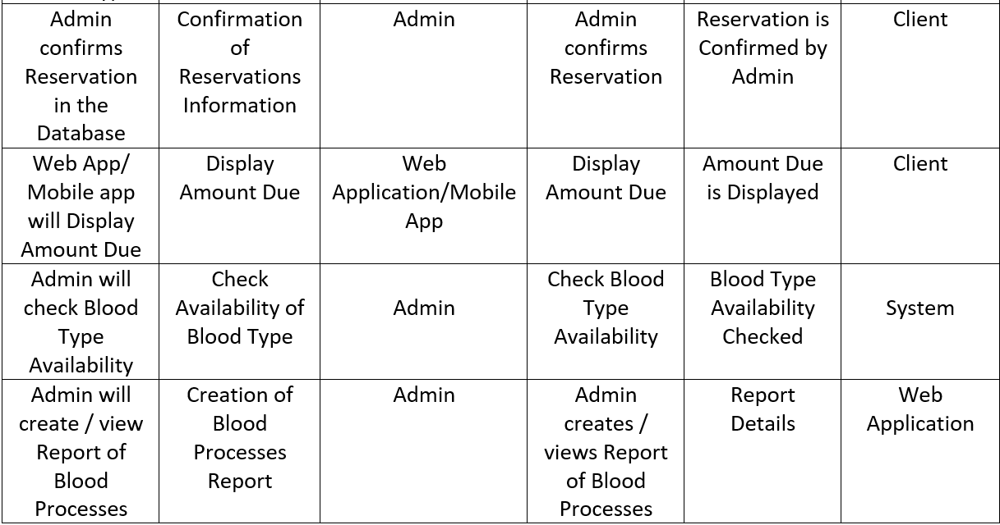 Admin
confirms
Reservation
in the
Database
Confirmation
of
Reservations
Information
Admin
Admin
confirms
Reservation
Reservation is
Confirmed by
Admin
Client
Web App/
Mobile app
will Display
Amount Due
Display
Amount Due
Web
Application/Mobile
App
Display
Amount Due
Amount Due
is Displayed
Client
Admin will
check Blood
Type
Availability
Check
Availability of
Blood Type
Admin
Check Blood
Type
Availability
Blood Type
Availability
Checked
System
Admin will
create / view
Report of
Blood
Processes
Creation of
Blood
Processes
Report
Admin
Admin
creates /
views Report
of Blood
Processes
Report
Details
Web
Application